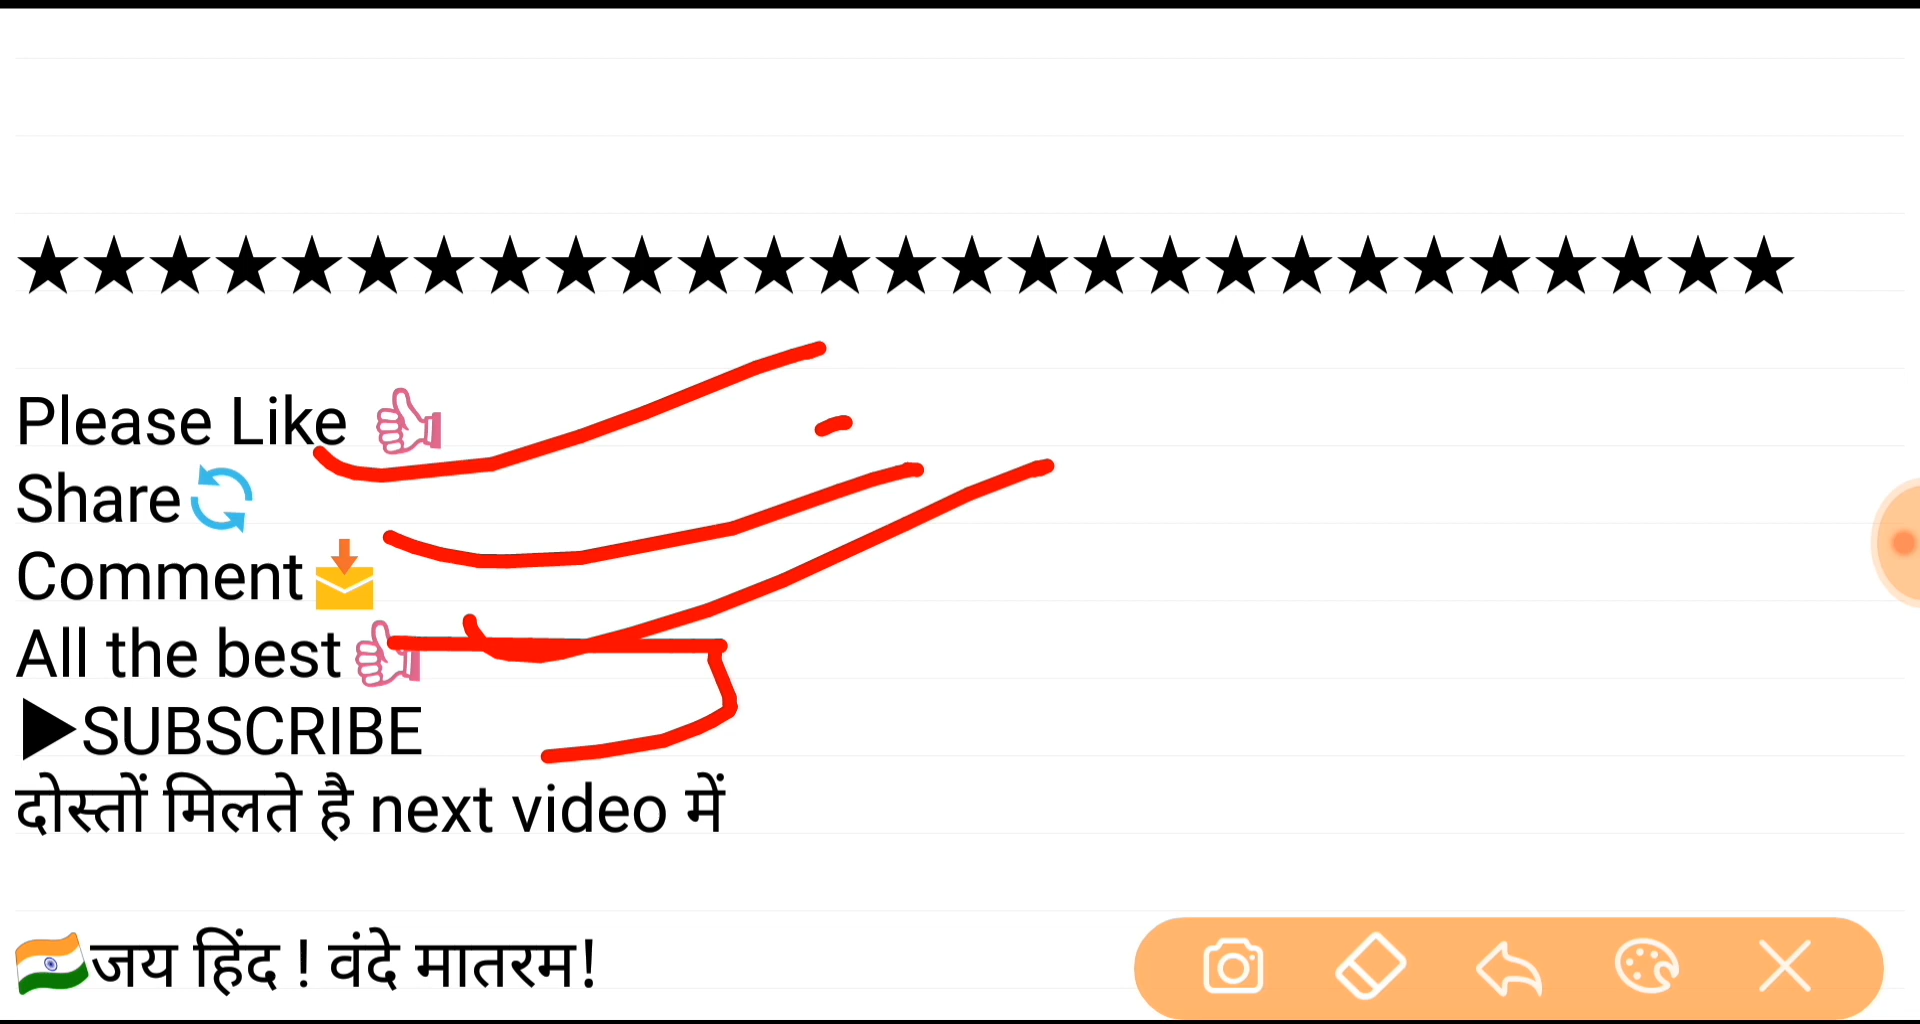 ★★★★★★★★★★★★★★★★★★★★★★★★★★★
Please Like 👍
Share🔄
Comment📩
All the best👍
▶SUBSCRIBE
दोस्तों मिलते है next video में
🇮🇳जय हिंद ! वंदे मातरम!